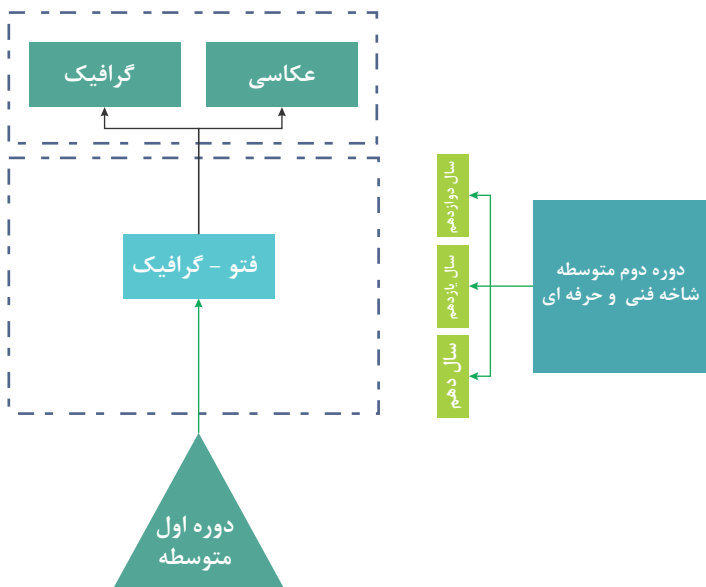 عکاسی
گرافیک
فتو - گرافیک
دوره اول
متوسطه
دوره دوم متوسطه
شاخه فنی و حرفه ای
سال دوازدهم
سال یازدهم
سال دهم